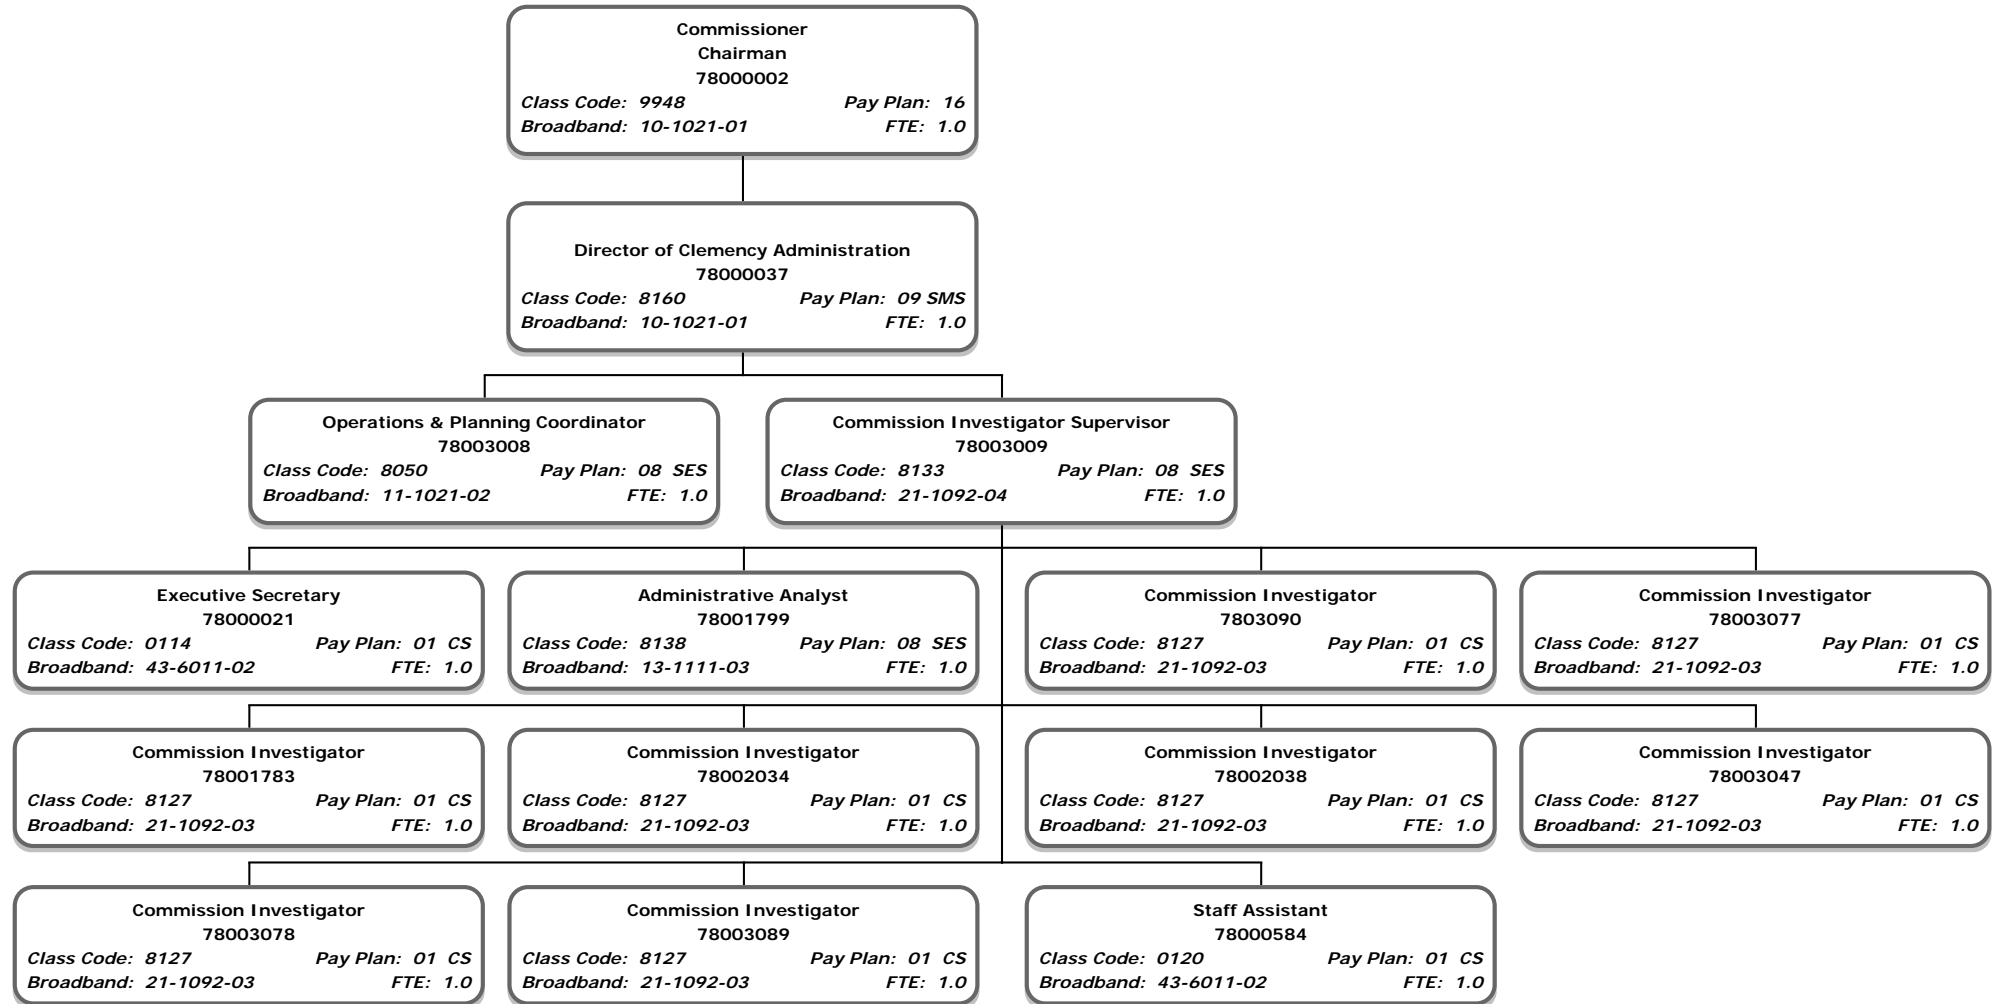 Commissioner
Chairman
78000002
Class Code: 9948 Pay Plan: 16
Broadband: 10-1021-01 FTE: 1.0
Director of Clemency Administration
78000037
Class Code: 8160 Pay Plan: 09 SMS
Broadband: 10-1021-01 FTE: 1.0
Operations & Planning Coordinator
78003008
Class Code: 8050 Pay Plan: 08 SES
Broadband: 11-1021-02 FTE: 1.0
Commission Investigator Supervisor
78003009
Class Code: 8133 Pay Plan: 08 SES
Broadband: 21-1092-04 FTE: 1.0
Executive Secretary
78000021
Class Code: 0114 Pay Plan: 01 CS
Broadband: 43-6011-02 FTE: 1.0
Administrative Analyst
78001799
Class Code: 8138 Pay Plan: 08 SES
Broadband: 13-1111-03 FTE: 1.0
Commission Investigator
7803090
Class Code: 8127 Pay Plan: 01 CS
Broadband: 21-1092-03 FTE: 1.0
Commission Investigator
78003077
Class Code: 8127 Pay Plan: 01 CS
Broadband: 21-1092-03 FTE: 1.0
Commission Investigator
78001783
Class Code: 8127 Pay Plan: 01 CS
Broadband: 21-1092-03 FTE: 1.0
Commission Investigator
78002034
Class Code: 8127 Pay Plan: 01 CS
Broadband: 21-1092-03 FTE: 1.0
Commission Investigator
78002038
Class Code: 8127 Pay Plan: 01 CS
Broadband: 21-1092-03 FTE: 1.0
Commission Investigator
78003047
Class Code: 8127 Pay Plan: 01 CS
Broadband: 21-1092-03 FTE: 1.0
Commission Investigator
78003078
Class Code: 8127 Pay Plan: 01 CS
Broadband: 21-1092-03 FTE: 1.0
Commission Investigator
78003089
Class Code: 8127 Pay Plan: 01 CS
Broadband: 21-1092-03 FTE: 1.0
Staff Assistant
78000584
Class Code: 0120 Pay Plan: 01 CS
Broadband: 43-6011-02 FTE: 1.0